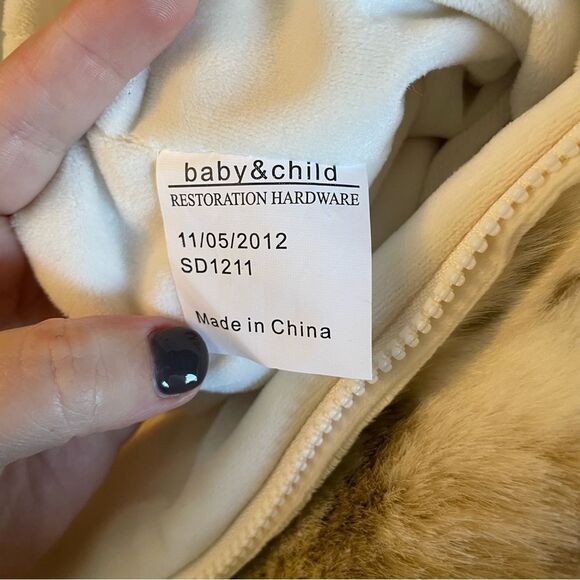 baby&child
RESTORATION HARDWARE
11/05/2012
SD1211
Made in China